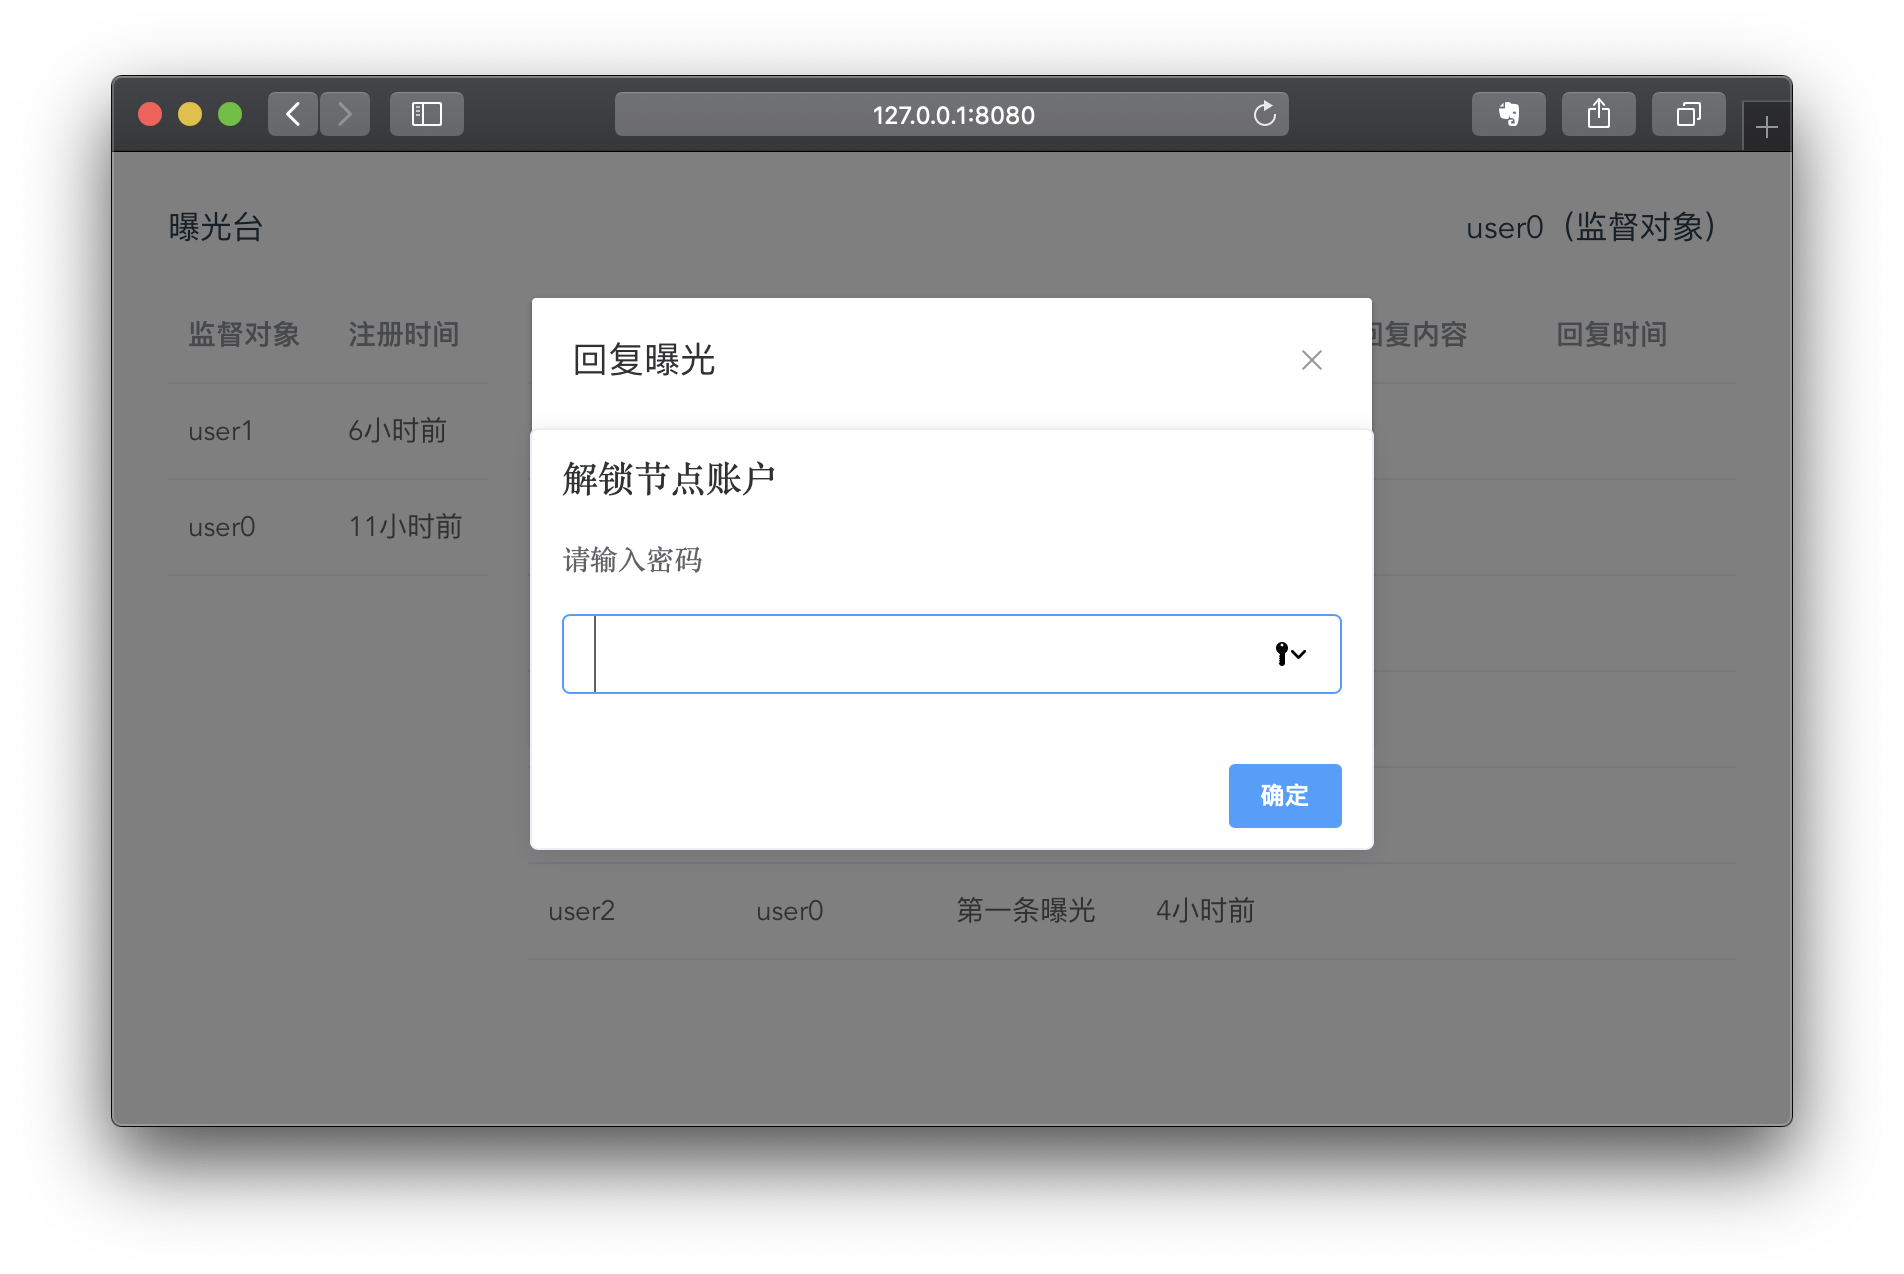 127.0.0.1:8080
曝光台
user0（监督对象）
监督对象 注册时间
回复内容 回复时间
user1 6小时前
user0 11小时前
回复曝光
解锁节点账户
请输入密码
确定
user2 user0 第一条曝光 4小时前